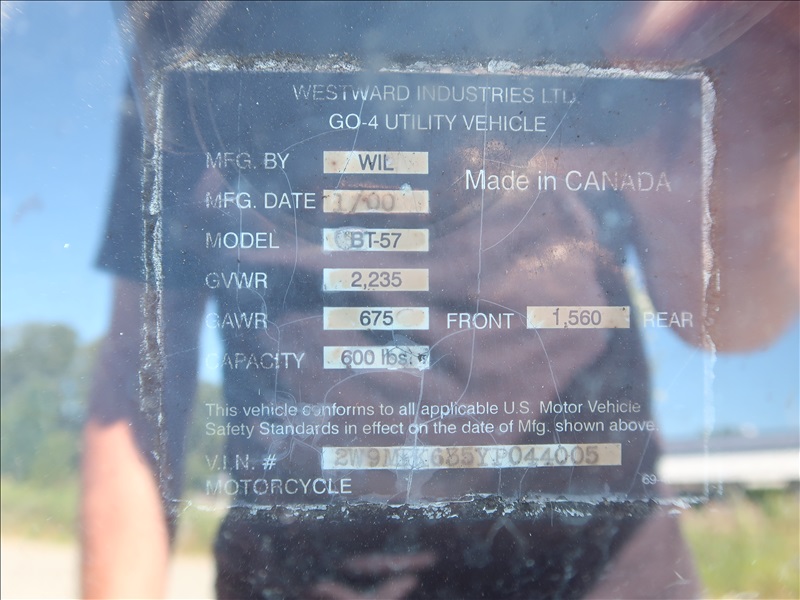 WESTWARD INDUSTRIES LTD.
GO-4 UTILITY VEHICLE
MFG. BY WIL
Made in CANADA
MFG. DATE 1/00
MODEL BT-57
GVWR 2,235
GAWR 675 FRONT 1,560 REAR
CAPACITY 600 lbs.
This vehicle conforms to all applicable U.S. Motor Vehicle
Safety Standards in effect on the date of Mfg. shown above.
V.I.N. #
MOTORCYCLE